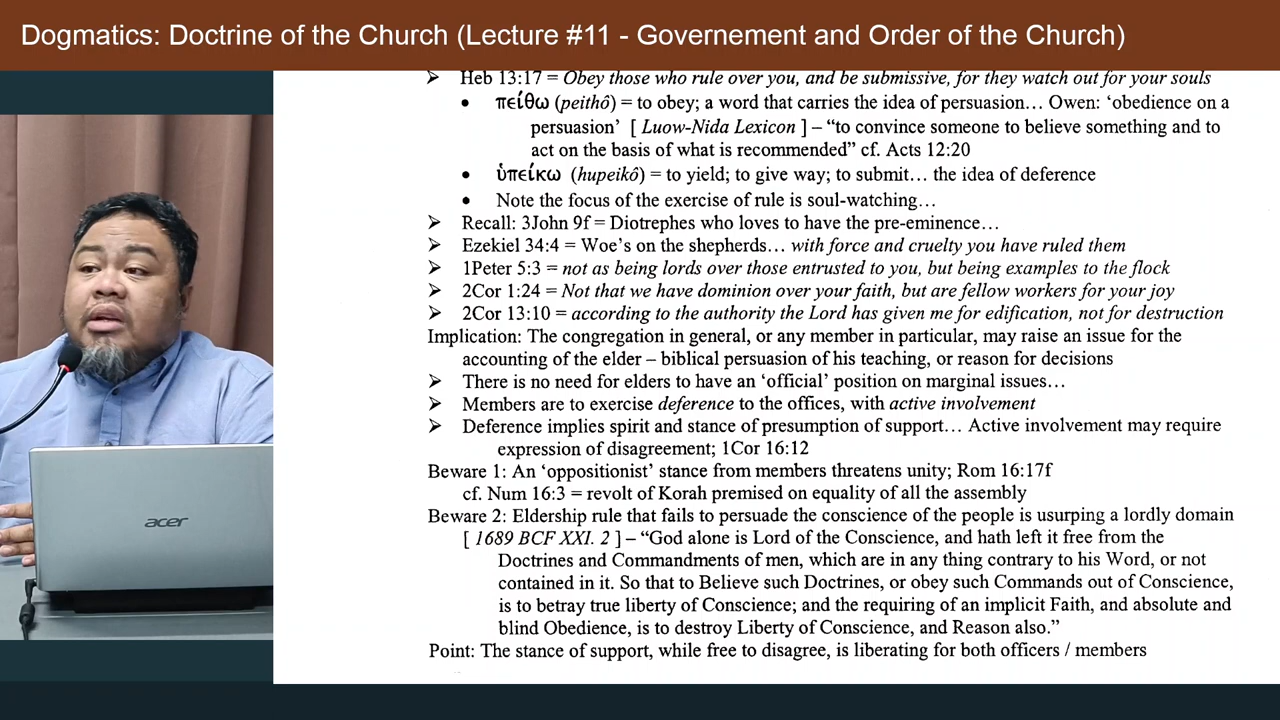 Dogmatics: Doctrine of the Church (Lecture #11 - Governement and Order of the Church)
➢ Heb 13:17 = Obey those who rule over you, and be submissive, for they watch out for your souls
• πείθω (peithô) = to obey; a word that carries the idea of persuasion… Owen: ‘obedience on a
persuasion’ [ Luow-Nida Lexicon ] – “to convince someone to believe something and to
act on the basis of what is recommended” cf. Acts 12:20
• ὑπείκω (hupeikô) = to yield; to give way; to submit… the idea of deference
• Note the focus of the exercise of rule is soul-watching…
➢ Recall: 3John 9f = Diotrephes who loves to have the pre-eminence…
➢ Ezekiel 34:4 = Woe’s on the shepherds… with force and cruelty you have ruled them
➢ 1Peter 5:3 = not as being lords over those entrusted to you, but being examples to the flock
➢ 2Cor 1:24 = Not that we have dominion over your faith, but are fellow workers for your joy
➢ 2Cor 13:10 = according to the authority the Lord has given me for edification, not for destruction
Implication: The congregation in general, or any member in particular, may raise an issue for the
accounting of the elder – biblical persuasion of his teaching, or reason for decisions
➢ There is no need for elders to have an ‘official’ position on marginal issues…
➢ Members are to exercise deference to the offices, with active involvement
➢ Deference implies spirit and stance of presumption of support… Active involvement may require
expression of disagreement; 1Cor 16:12
Beware 1: An ‘oppositionist’ stance from members threatens unity; Rom 16:17f
cf. Num 16:3 = revolt of Korah premised on equality of all the assembly
Beware 2: Eldership rule that fails to persuade the conscience of the people is usurping a lordly domain
[ 1689 BCF XXI. 2 ] – “God alone is Lord of the Conscience, and hath left it free from the
Doctrines and Commandments of men, which are in any thing contrary to his Word, or not
contained in it. So that to Believe such Doctrines, or obey such Commands out of Conscience,
is to betray true liberty of Conscience; and the requiring of an implicit Faith, and absolute and
blind Obedience, is to destroy Liberty of Conscience, and Reason also.”
Point: The stance of support, while free to disagree, is liberating for both officers / members
acer